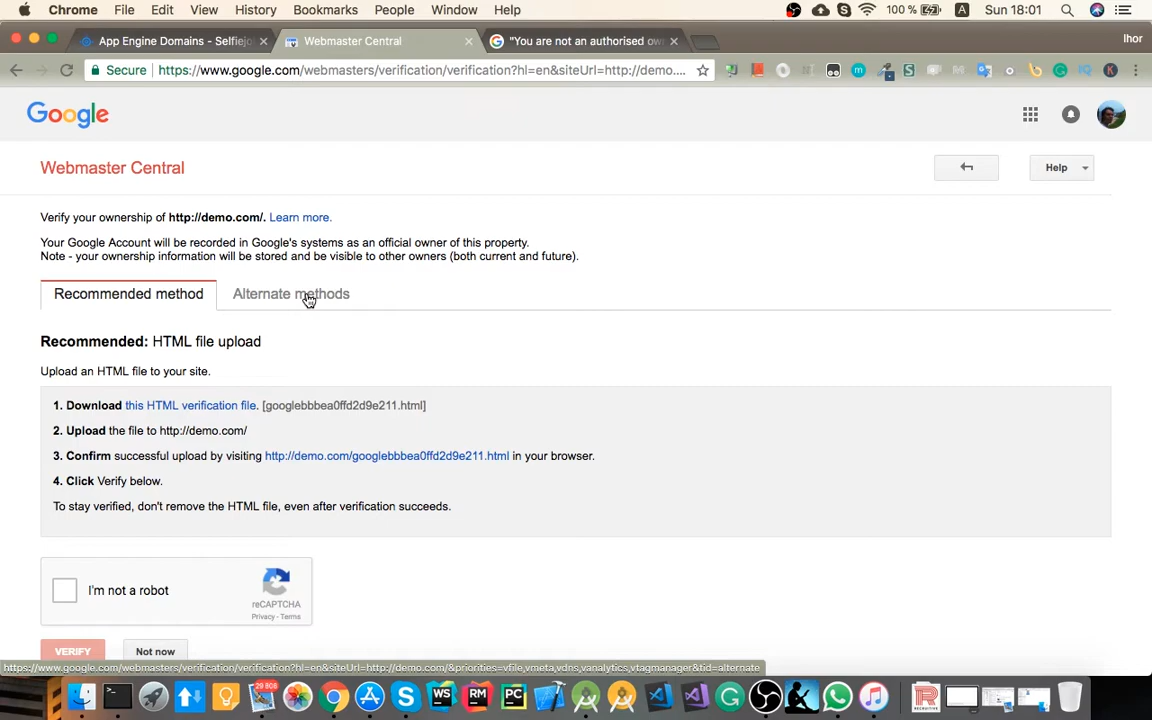 Chrome File Edit View History Bookmarks People Window Help 100 % A Sun 18:01
App Engine Domains - Selfiejo
Webmaster Central
"You are not an authorised ow
Ihor
Secure https://www.google.com/webmasters/verification/verification?hl=en&siteUrl=http://demo....
Google
Webmaster Central
Help
Verify your ownership of http://demo.com/. Learn more.
Your Google Account will be recorded in Google's systems as an official owner of this property.
Note - your ownership information will be stored and be visible to other owners (both current and future).
Recommended method Alternate methods
Recommended: HTML file upload
Upload an HTML file to your site.
1. Download this HTML verification file. [googlebbbea0ffd2d9e211.html]
2. Upload the file to http://demo.com/
3. Confirm successful upload by visiting http://demo.com/googlebbbea0ffd2d9e211.html in your browser.
4. Click Verify below.
To stay verified, don't remove the HTML file, even after verification succeeds.
I'm not a robot
reCAPTCHA
Privacy - Terms
VERIFY Not now
https://www.google.com/webmasters/verification/verification?hl=en&siteUrl=http://demo.com/&priorities=vfile,vmeta,vdns,vanalytics,vtagmanager&tid=alternate
29 808
WS RM PC